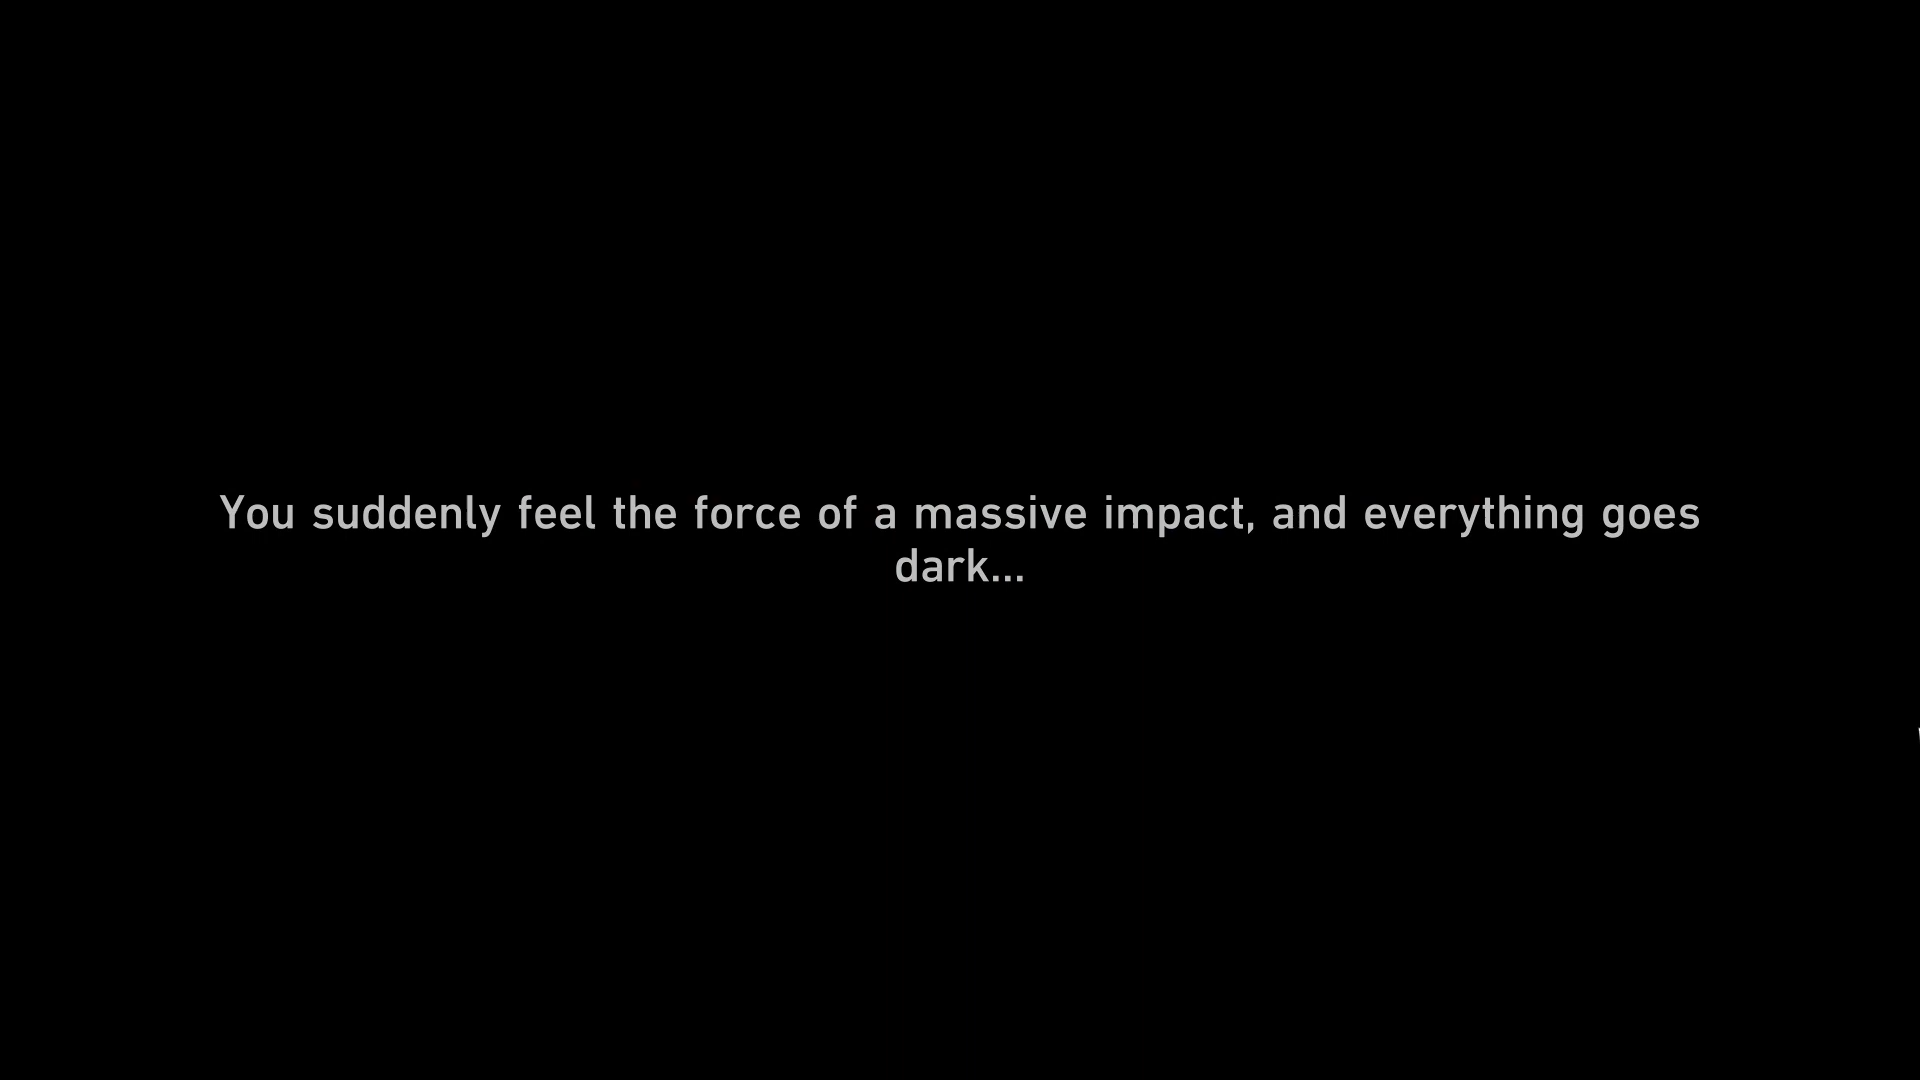 You suddenly feel the force of a massive impact, and everything goes
dark...